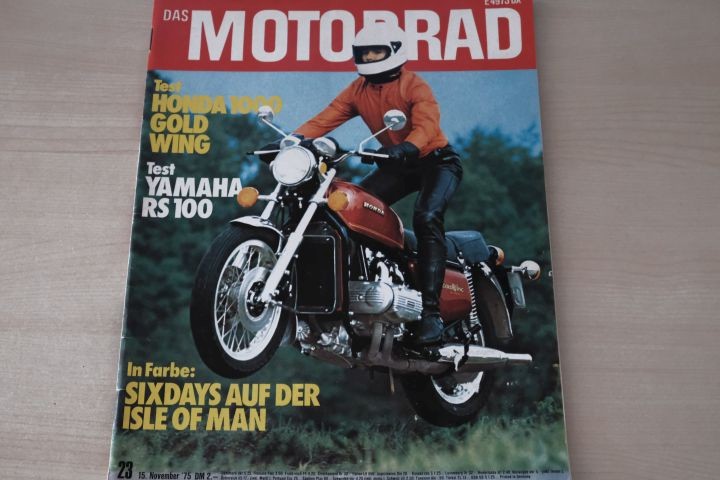 DAS MOTORRAD
Test
HONDA 1000
GOLD
WING
Test
YAMAHA
RS 100
HONDA
In Farbe:
SIXDAYS AUF DER
ISLE OF MAN
23 15. November '75 DM 2,-